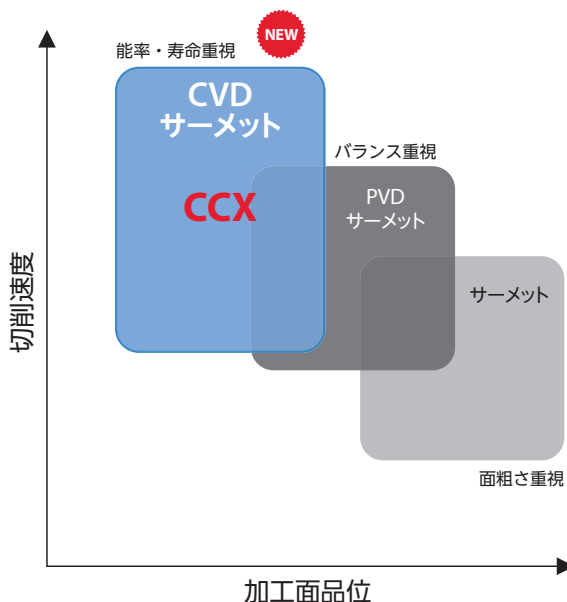 NEW
能率・寿命重視
CVD
サーメット
CCX
バランス重視
PVD
サーメット
サーメット
面粗さ重視
切削速度
加工面品位